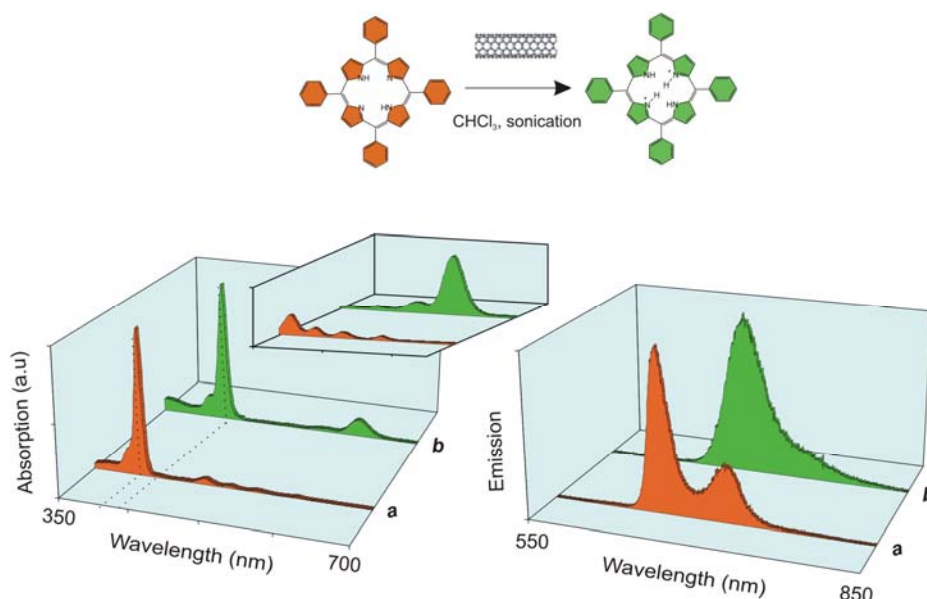 NH
N
N
HN
CHCl₃, sonication
NH
N⁺
H
H
N⁺
HN
Absorption (a.u)
350
Wavelength (nm)
700
a
b
Emission
550
Wavelength (nm)
850
a